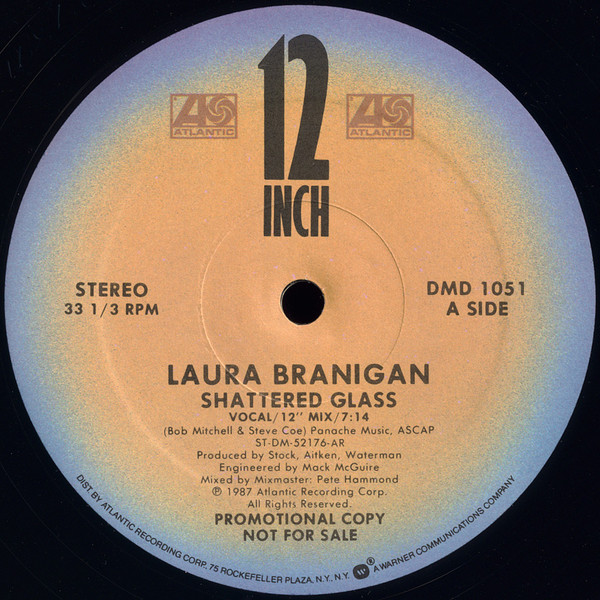 12
INCH
ATLANTIC
ATLANTIC
STEREO
33 1/3 RPM
DMD 1051
A SIDE
LAURA BRANIGAN
SHATTERED GLASS
VOCAL/12" MIX/7:14
(Bob Mitchell & Steve Coe) Panache Music, ASCAP
ST-DM-52176-AR
Produced by Stock, Aitken, Waterman
Engineered by Mack McGuire
Mixed by Mixmaster: Pete Hammond
℗ 1987 Atlantic Recording Corp.
All Rights Reserved.
PROMOTIONAL COPY
NOT FOR SALE
DIST. BY ATLANTIC RECORDING CORP., 75 ROCKEFELLER PLAZA, N.Y. N.Y. ® A WARNER COMMUNICATIONS COMPANY